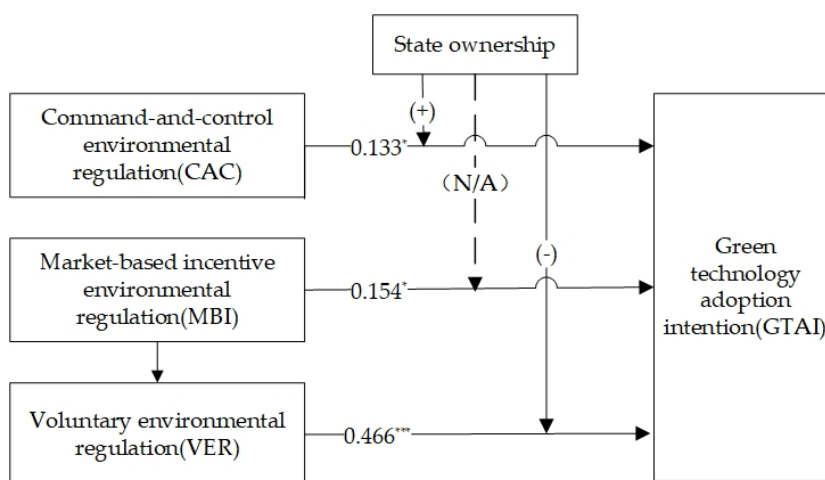 State ownership
Command-and-control
environmental
regulation(CAC)
(+)
0.133*
(N/A)
Market-based incentive
environmental
regulation(MBI)
(-)
0.154*
Green
technology
adoption
intention(GTAI)
Voluntary environmental
regulation(VER)
0.466***